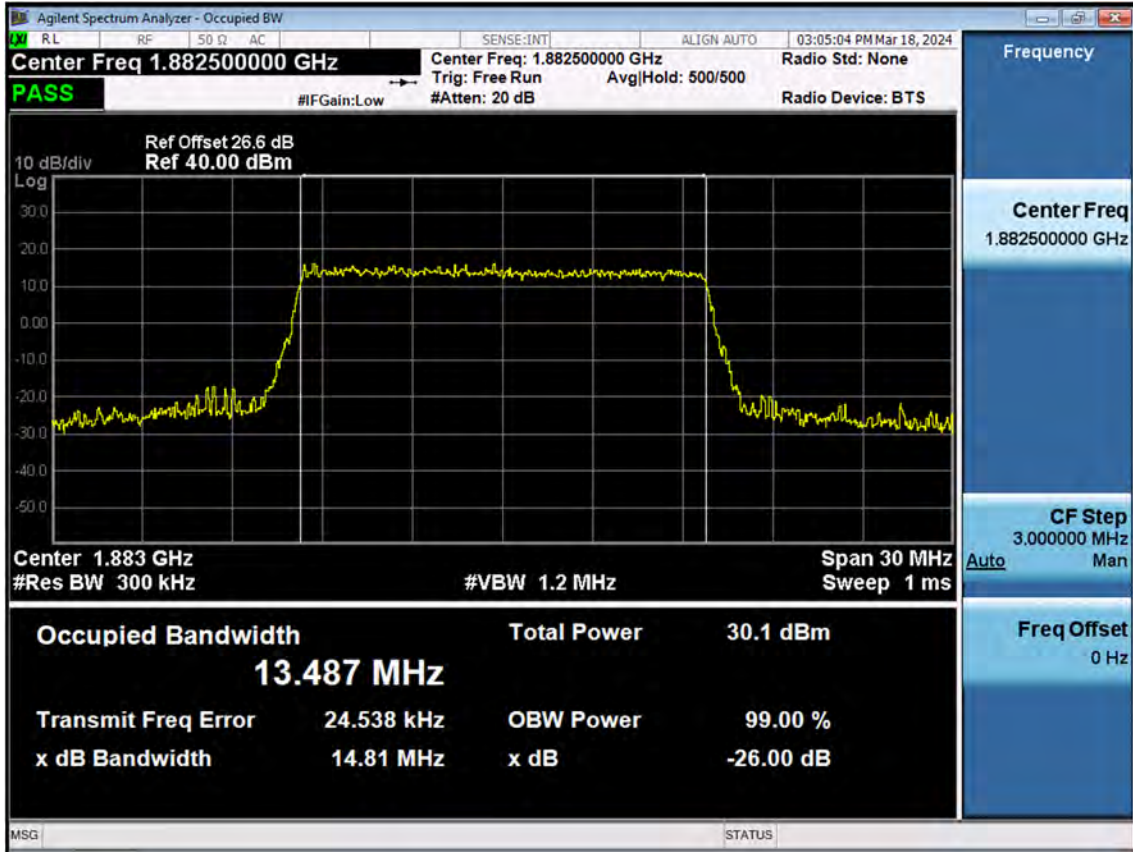 Agilent Spectrum Analyzer - Occupied BW
LXI RL RF 50 Ω AC SENSE:INT ALIGN AUTO 03:05:04 PM Mar 18, 2024
Center Freq 1.882500000 GHz Center Freq: 1.882500000 GHz Radio Std: None
Trig: Free Run Avg|Hold: 500/500
PASS #IFGain:Low #Atten: 20 dB Radio Device: BTS
Frequency
Ref Offset 26.6 dB
10 dB/div Ref 40.00 dBm
Log
30.0
20.0
10.0
0.00
-10.0
-20.0
-30.0
-40.0
-50.0
Center 1.883 GHz Span 30 MHz
#Res BW 300 kHz #VBW 1.2 MHz Sweep 1 ms
Occupied Bandwidth Total Power 30.1 dBm
13.487 MHz
Transmit Freq Error 24.538 kHz OBW Power 99.00 %
x dB Bandwidth 14.81 MHz x dB -26.00 dB
Center Freq
1.882500000 GHz
CF Step
3.000000 MHz
Auto Man
Freq Offset
0 Hz
MSG STATUS